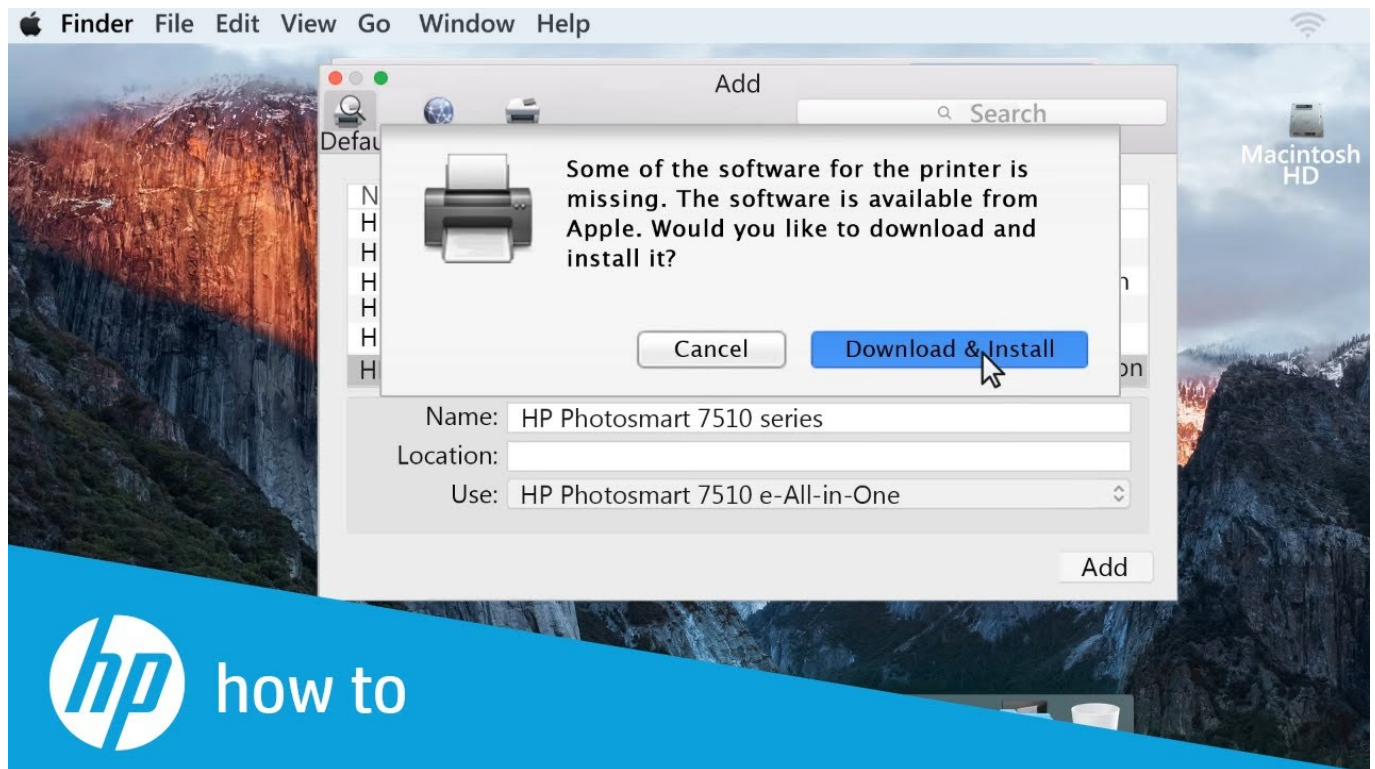 Finder File Edit View Go Window Help
Add
Search
Defau
Macintosh
HD
Some of the software for the printer is
missing. The software is available from
Apple. Would you like to download and
install it?
N
H
H
H
H
H
H
n
on
Cancel Download & Install
Name: HP Photosmart 7510 series
Location:
Use: HP Photosmart 7510 e-All-in-One
Add
hp how to